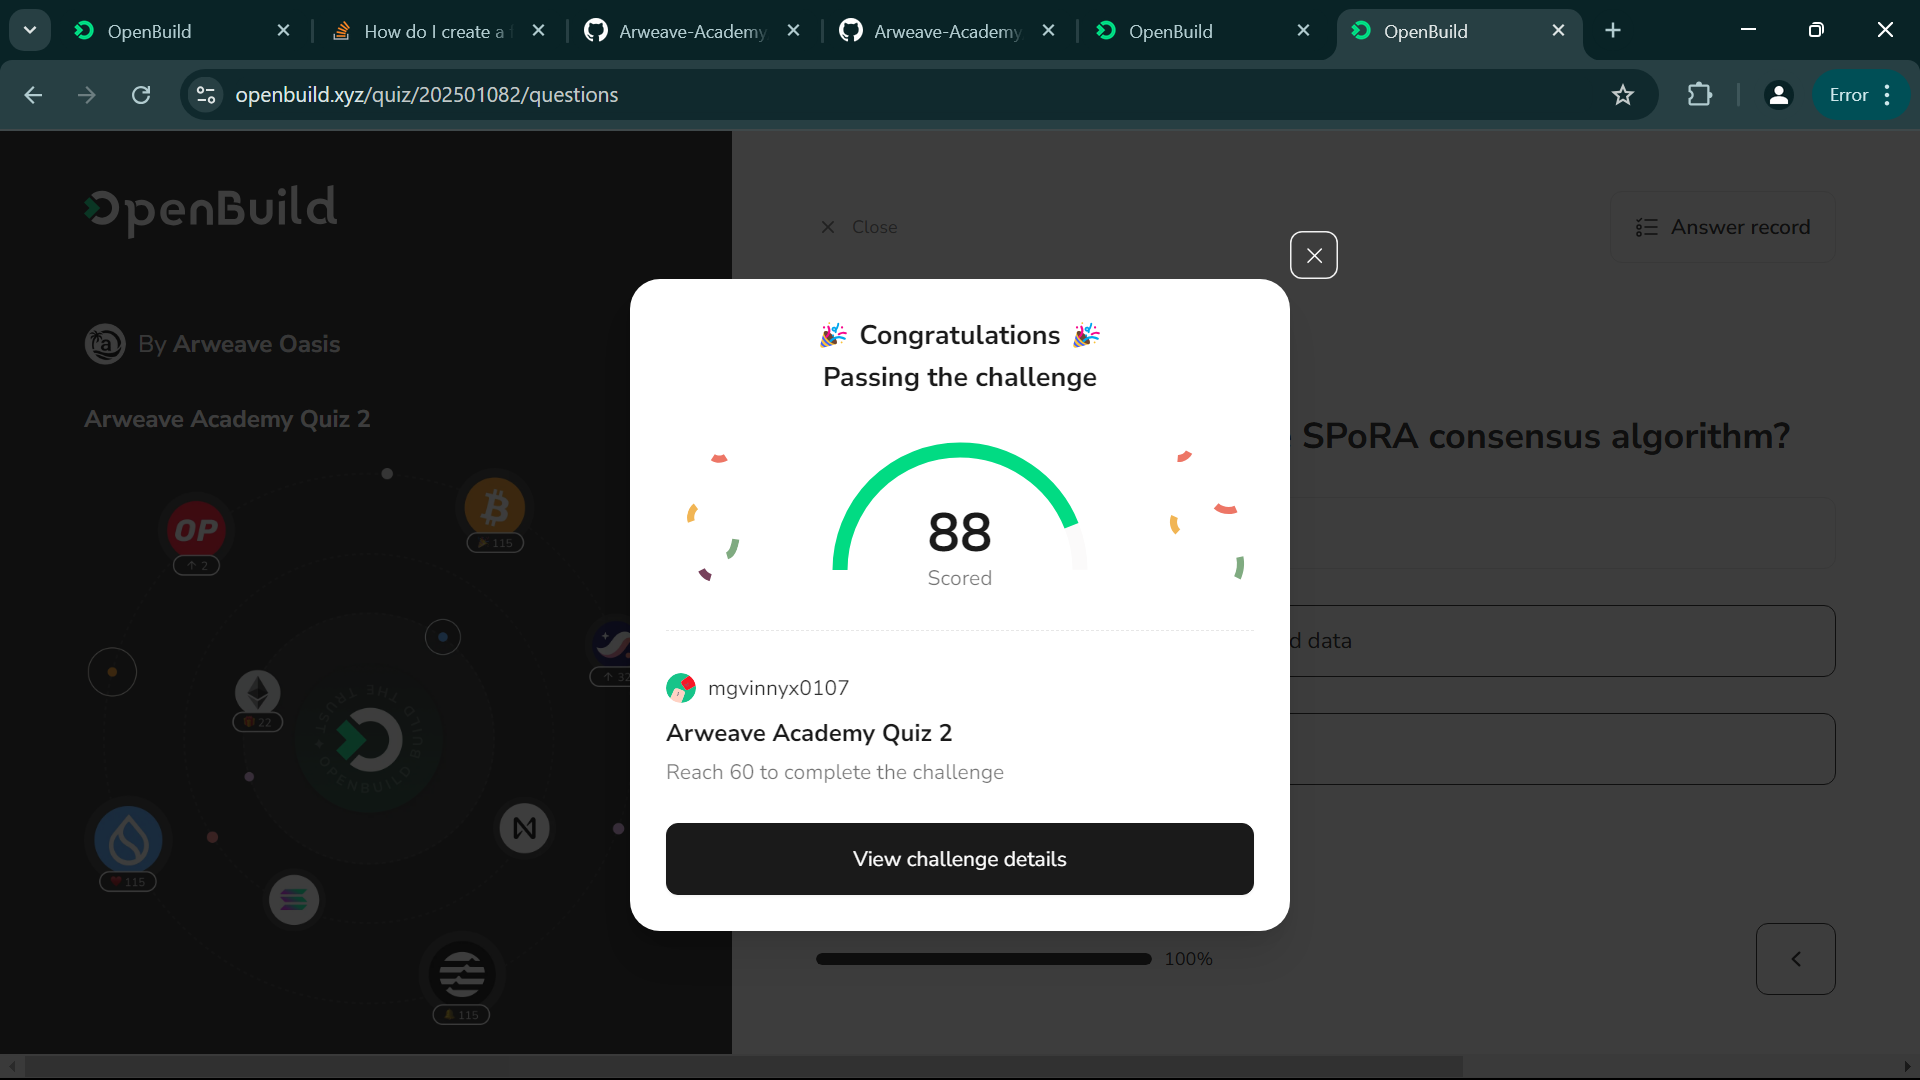 OpenBuild
How do I create a f
Arweave-Academy
Arweave-Academy
OpenBuild
OpenBuild
openbuild.xyz/quiz/202501082/questions
Error
OpenBuild
By Arweave Oasis
Arweave Academy Quiz 2
OP
2
115
22
115
115
BUILD THE TRUST + OPENBUILD
Close
Answer record
SPoRA consensus algorithm?
d data
100%
Congratulations
Passing the challenge
88
Scored
mgvinnyx0107
Arweave Academy Quiz 2
Reach 60 to complete the challenge
View challenge details